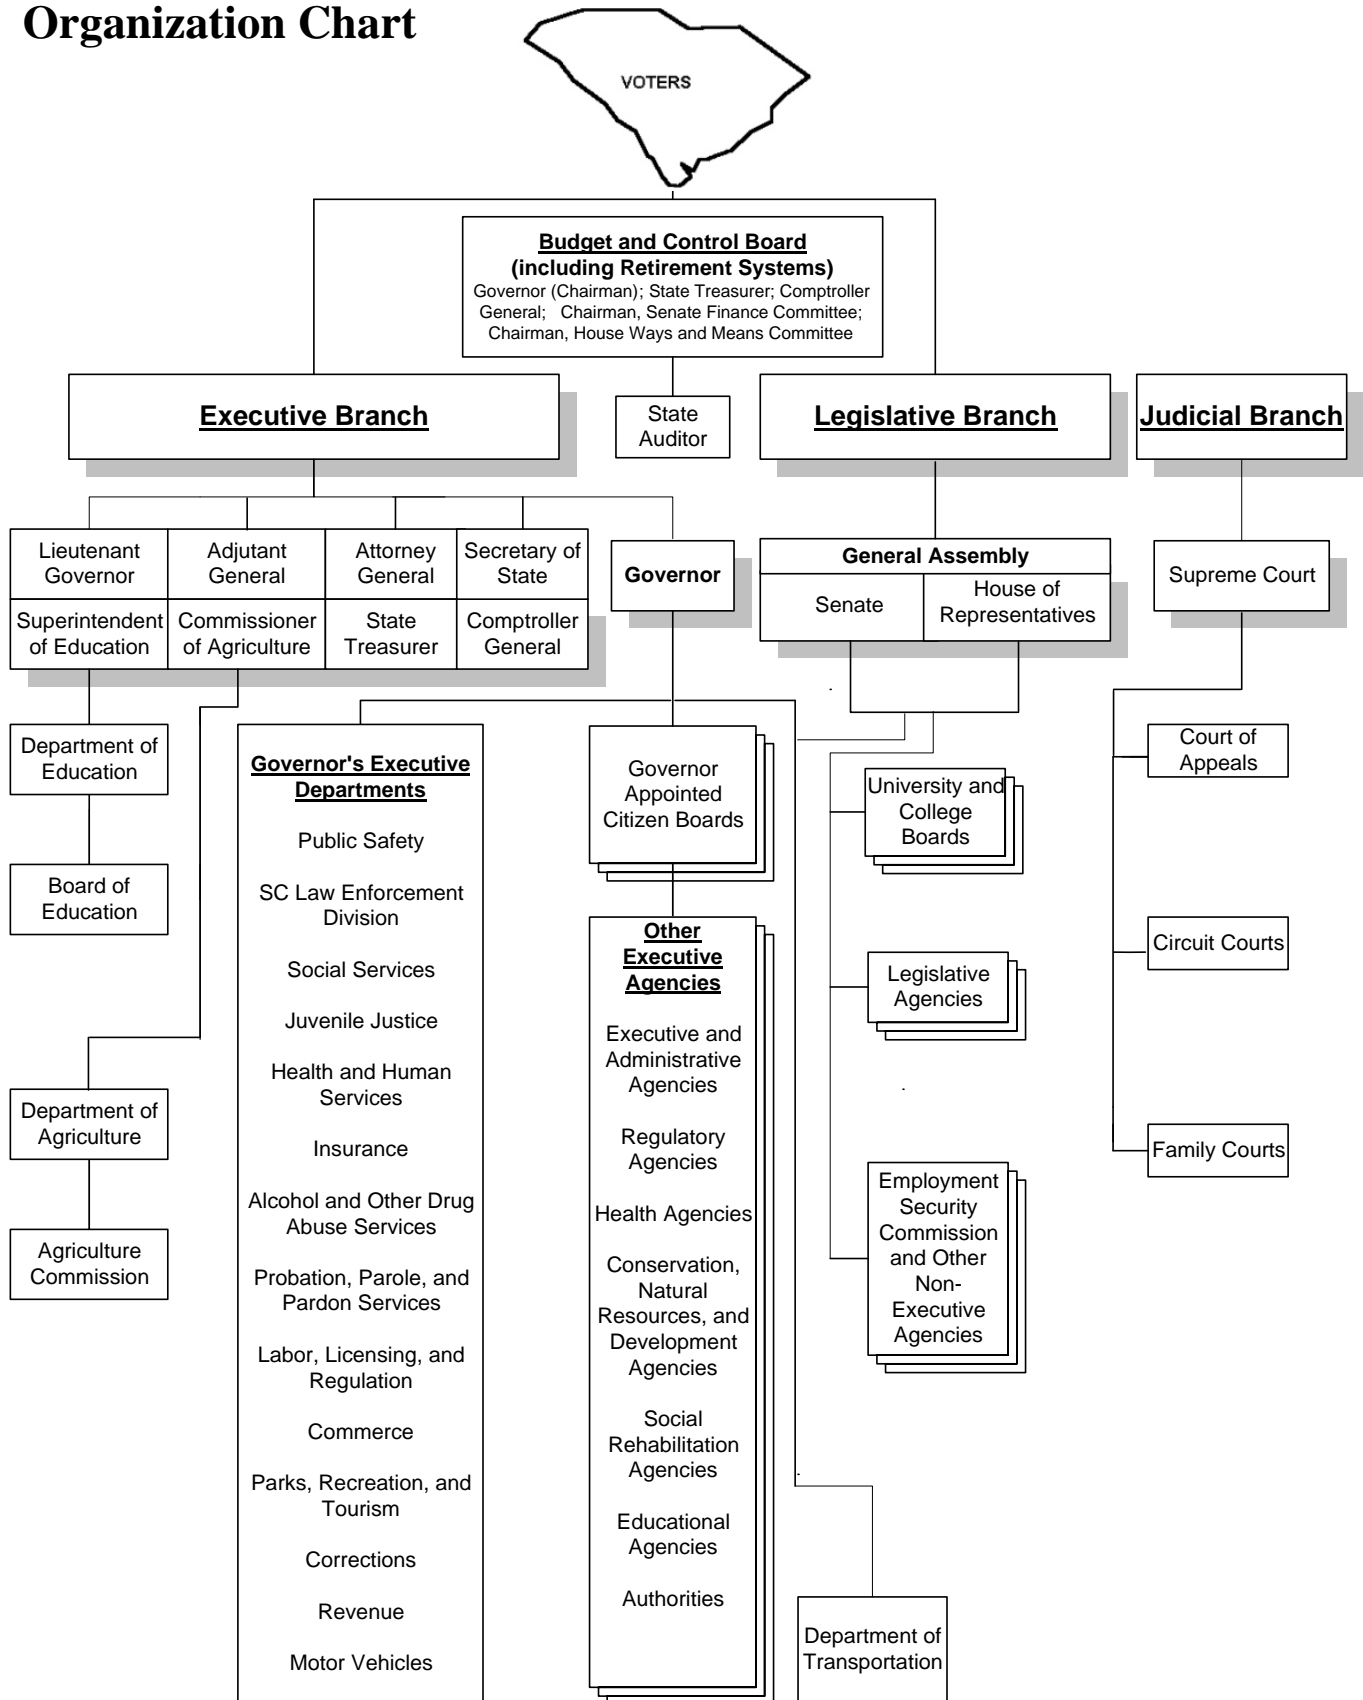 Organization Chart
VOTERS
Budget and Control Board
(including Retirement Systems)
Governor (Chairman); State Treasurer; Comptroller
General;   Chairman, Senate Finance Committee;
Chairman, House Ways and Means Committee
Executive Branch
State
Auditor
Legislative Branch
Judicial Branch
Lieutenant
Governor
Adjutant
General
Attorney
General
Secretary of
State
Superintendent
of Education
Commissioner
of Agriculture
State
Treasurer
Comptroller
General
Governor
General Assembly
Senate
House of
Representatives
Supreme Court
Department of
Education
Board of
Education
Department of
Agriculture
Agriculture
Commission
Governor's Executive
Departments
Public Safety
SC Law Enforcement
Division
Social Services
Juvenile Justice
Health and Human
Services
Insurance
Alcohol and Other Drug
Abuse Services
Probation, Parole, and
Pardon Services
Labor, Licensing, and
Regulation
Commerce
Parks, Recreation, and
Tourism
Corrections
Revenue
Motor Vehicles
Governor
Appointed
Citizen Boards
Other
Executive
Agencies
Executive and
Administrative
Agencies
Regulatory
Agencies
Health Agencies
Conservation,
Natural
Resources, and
Development
Agencies
Social
Rehabilitation
Agencies
Educational
Agencies
Authorities
University and
College
Boards
Legislative
Agencies
Employment
Security
Commission
and Other
Non-
Executive
Agencies
Department of
Transportation
Court of
Appeals
Circuit Courts
Family Courts